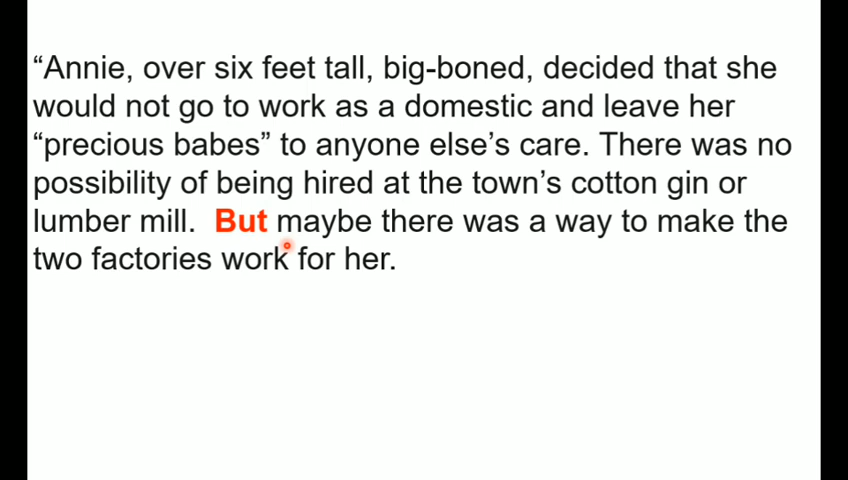 “Annie, over six feet tall, big-boned, decided that she
would not go to work as a domestic and leave her
“precious babes” to anyone else’s care. There was no
possibility of being hired at the town’s cotton gin or
lumber mill.  But maybe there was a way to make the
two factories work for her.